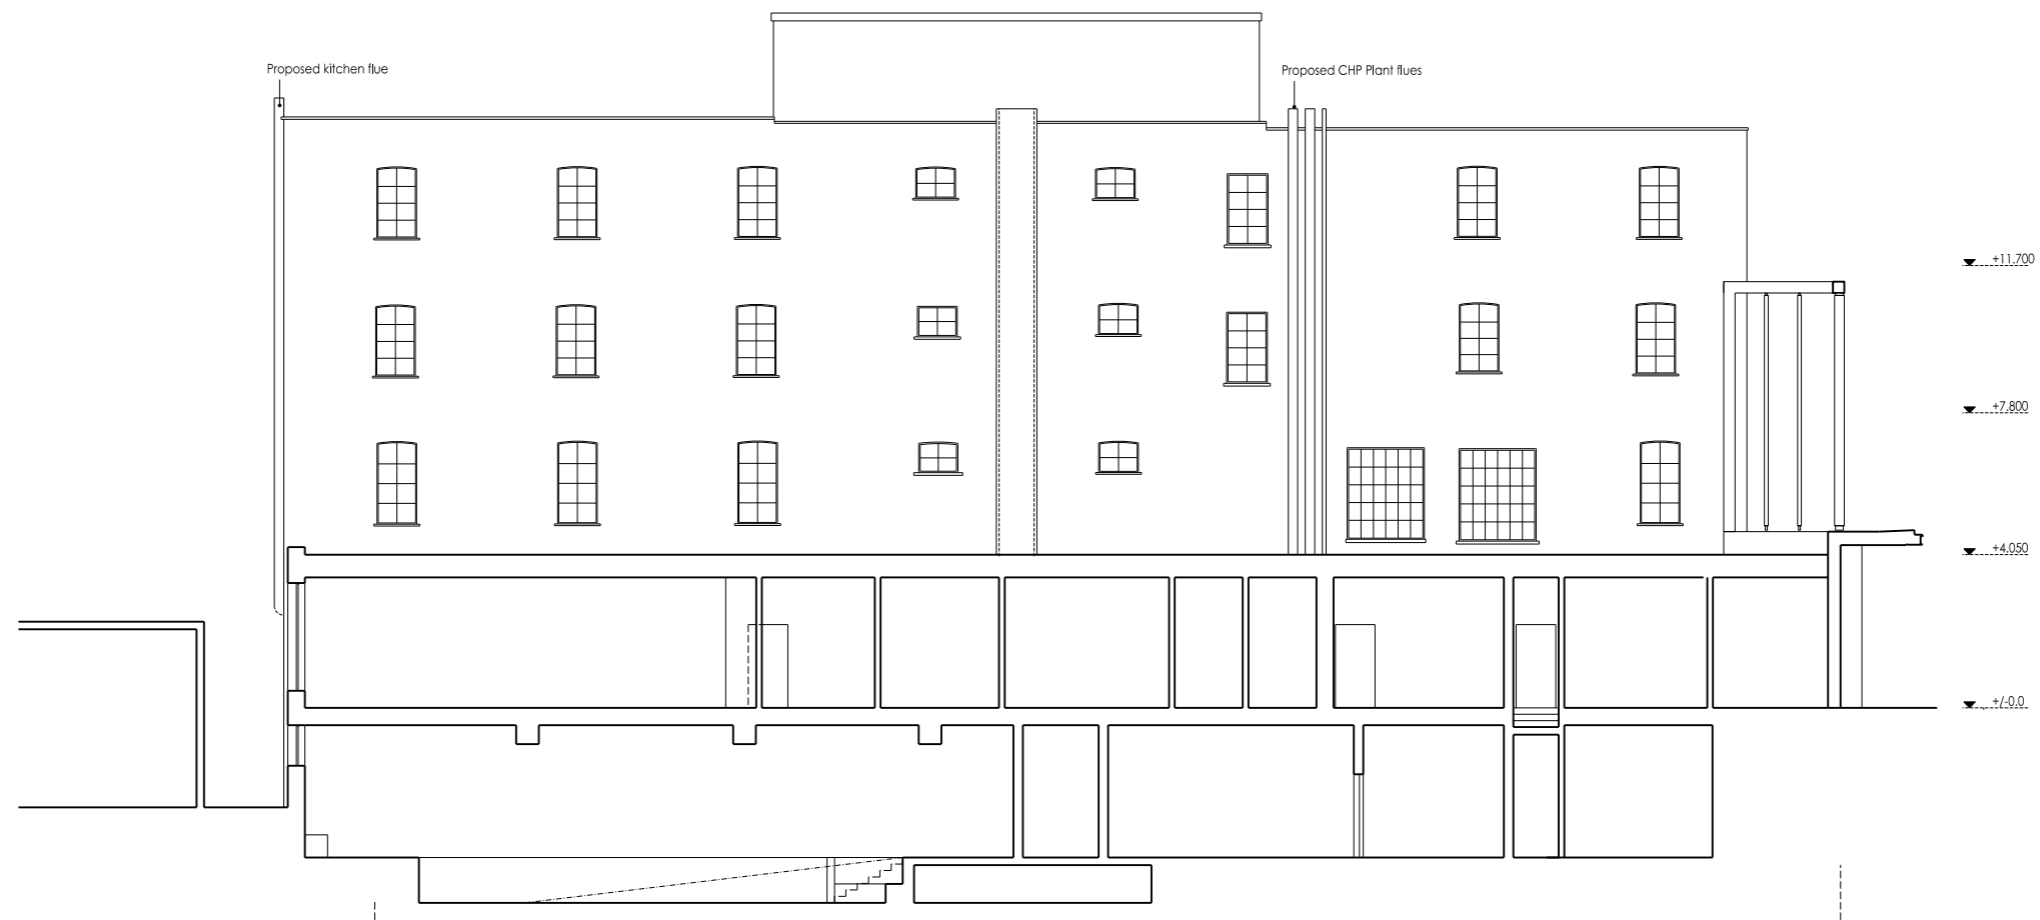 Proposed kitchen flue
Proposed CHP Plant flues
+11.700
+7.800
+4.050
+/-0.0